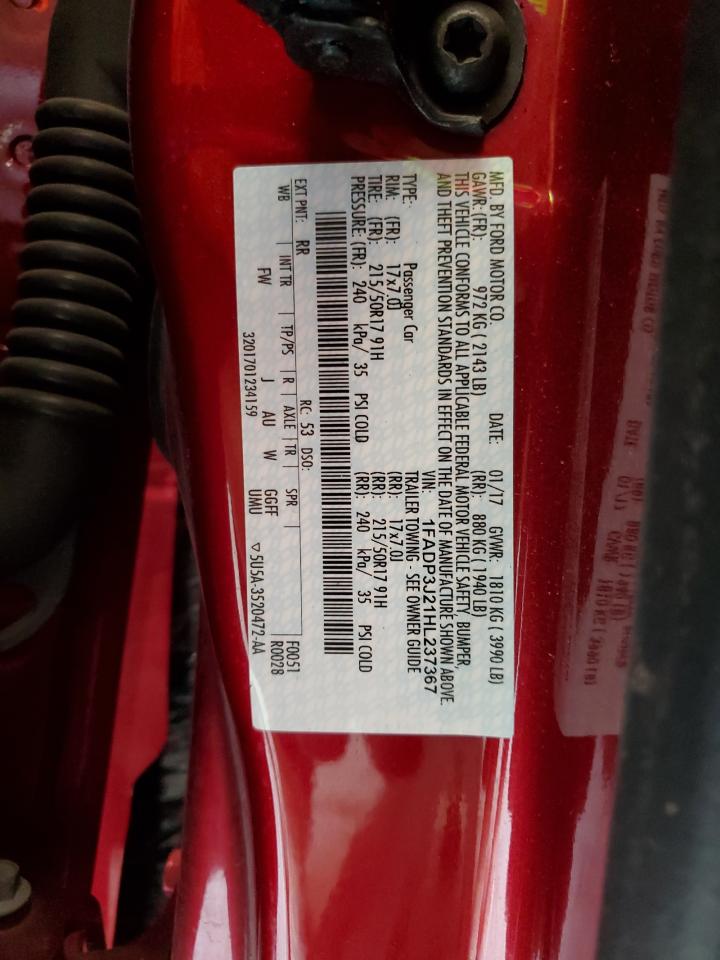 MFD. BY FORD MOTOR CO. DATE: 01/17 GVWR: 1810 KG ( 3990 LB)
GAWR: (FR): 972 KG ( 2143 LB) (RR): 880 KG ( 1940 LB)
THIS VEHICLE CONFORMS TO ALL APPLICABLE FEDERAL MOTOR VEHICLE SAFETY, BUMPER,
AND THEFT PREVENTION STANDARDS IN EFFECT ON THE DATE OF MANUFACTURE SHOWN ABOVE.
VIN: 1FADP3J21HL237367
TYPE: Passenger Car TRAILER TOWING - SEE OWNER GUIDE
RIM: (FR): 17x7.0J (RR): 17x7.0J
TIRE: (FR): 215/50R17 91H (RR): 215/50R17 91H
PRESSURE: (FR): 240 kPa/ 35 PSI COLD (RR): 240 kPa/ 35 PSI COLD
EXT PNT: RR RC: 53 DSO: F0051
WB INT TR TP/PS R AXLE TR SPR R0028
FW J AU W GGFF
3201701234159 UMU ▽5U5A-3520472-AA